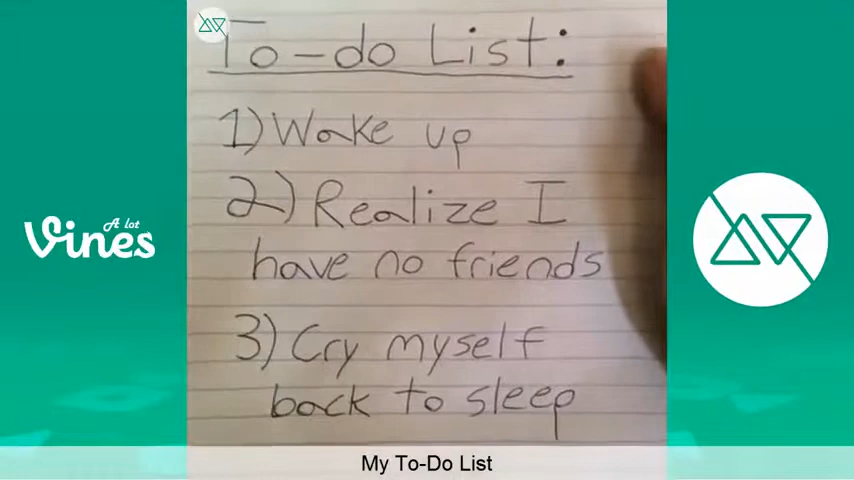 To-do List:
1) Wake up
2) Realize I
have no friends
3) Cry myself
back to sleep
A lot
Vines
My To-Do List